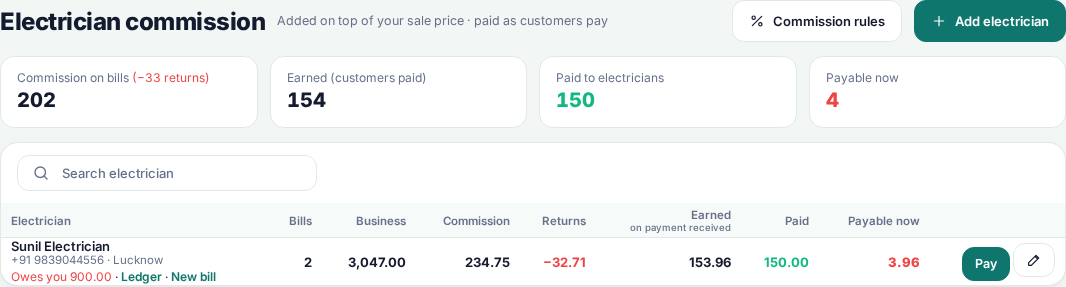 Electrician commission Added on top of your sale price · paid as customers pay Commission rules Add electrician
Commission on bills (−33 returns) Earned (customers paid) Paid to electricians Payable now
202 154 150 4
Search electrician
Electrician Bills Business Commission Returns Earned on payment received Paid Payable now
Sunil Electrician
+91 9839044556 · Lucknow
Owes you 900.00 · Ledger · New bill
2 3,047.00 234.75 −32.71 153.96 150.00 3.96 Pay